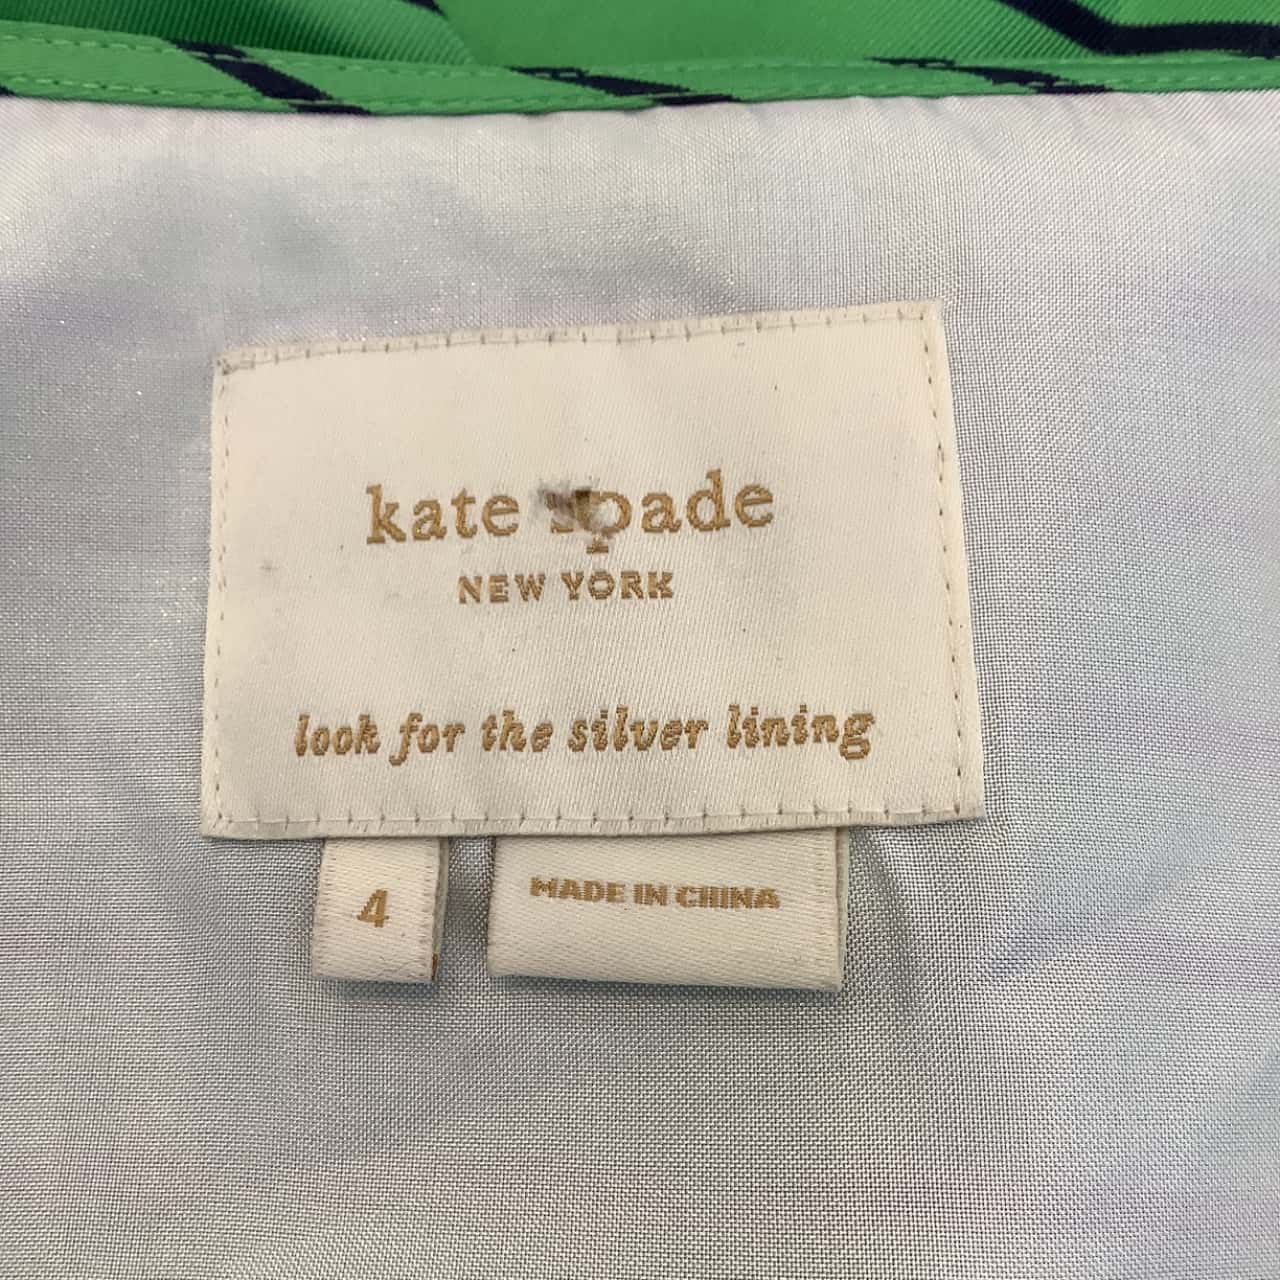 kate spade
NEW YORK
look for the silver lining
4
MADE IN CHINA